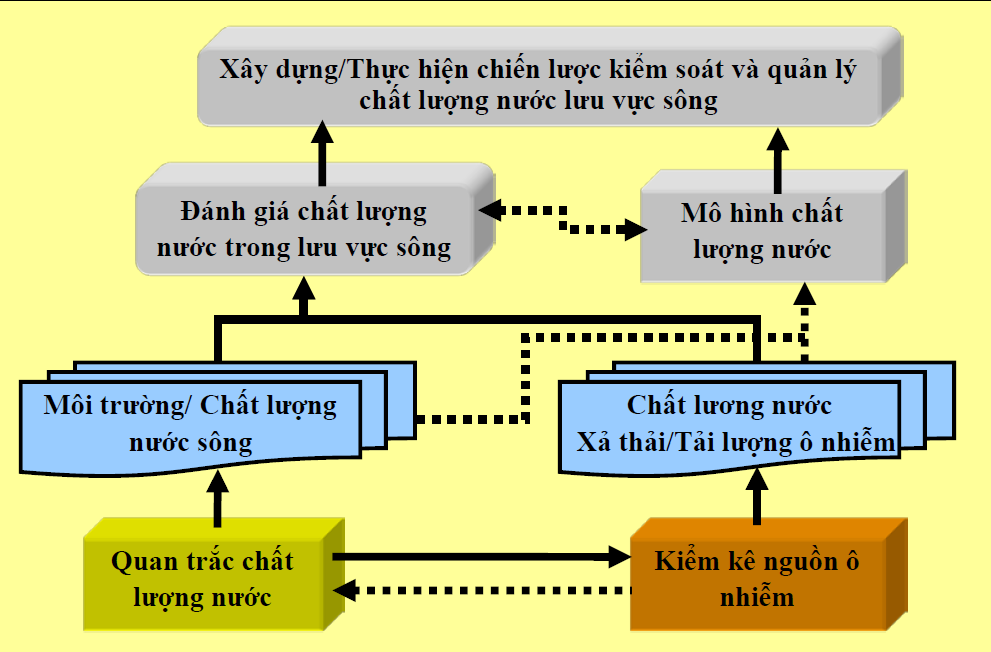 Xây dựng/Thực hiện chiến lược kiểm soát và quản lý
chất lượng nước lưu vực sông
Đánh giá chất lượng
nước trong lưu vực sông
Mô hình chất
lượng nước
Môi trường/ Chất lượng
nước sông
Chất lương nước
Xả thải/Tải lượng ô nhiễm
Quan trắc chất
lượng nước
Kiểm kê nguồn ô
nhiễm